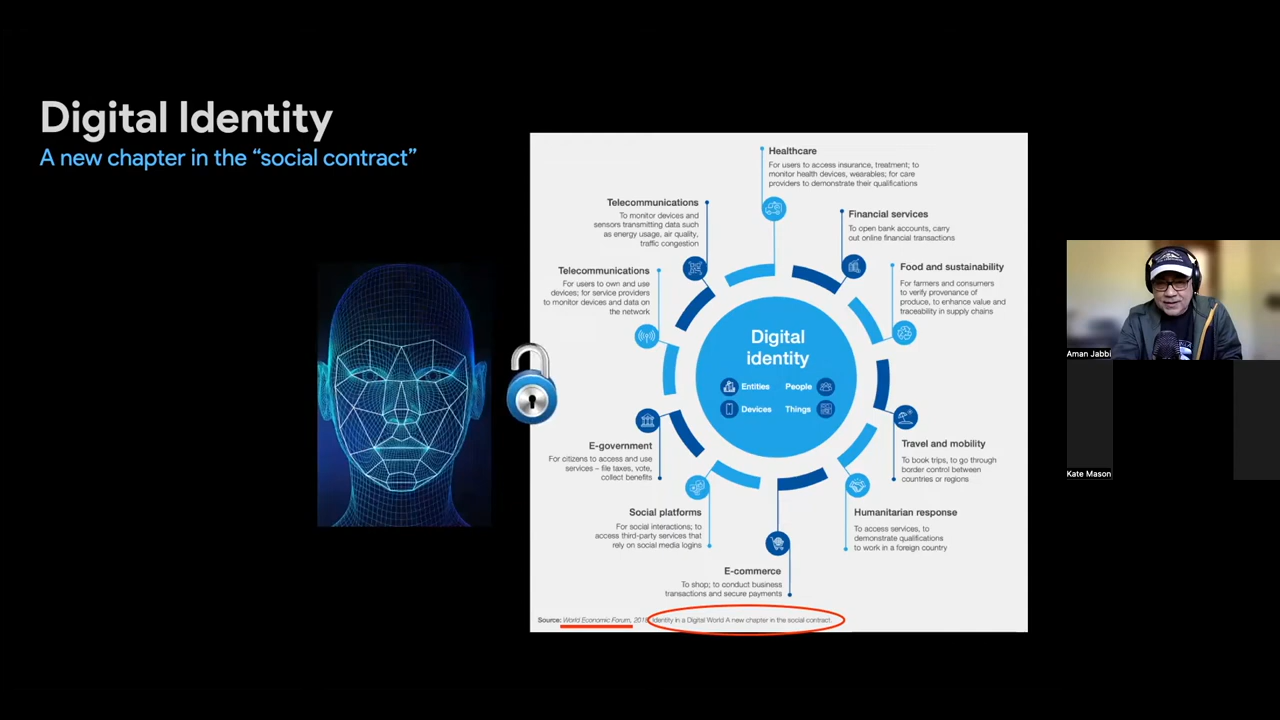 Digital Identity
A new chapter in the “social contract”
Healthcare
For users to access insurance, treatment; to
monitor health devices, wearables; for care
providers to demonstrate their qualifications
Telecommunications
To monitor devices and
sensors transmitting data such
as energy usage, air quality,
traffic congestion
Financial services
To open bank accounts, carry
out online financial transactions
Telecommunications
For users to own and use
devices; for service providers
to monitor devices and data on
the network
Food and sustainability
For farmers and consumers
to verify provenance of
produce, to enhance value and
traceability in supply chains
Digital
identity
Entities
People
Devices
Things
E-government
For citizens to access and use
services – file taxes, vote,
collect benefits
Travel and mobility
To book trips, to go through
border control between
countries or regions
Social platforms
For social interactions; to
access third-party services that
rely on social media logins
Humanitarian response
To access services, to
demonstrate qualifications
to work in a foreign country
E-commerce
To shop; to conduct business
transactions and secure payments
Source: World Economic Forum, Identity in a Digital World A new chapter in the social contract.
Aman Jabbi
Kate Mason